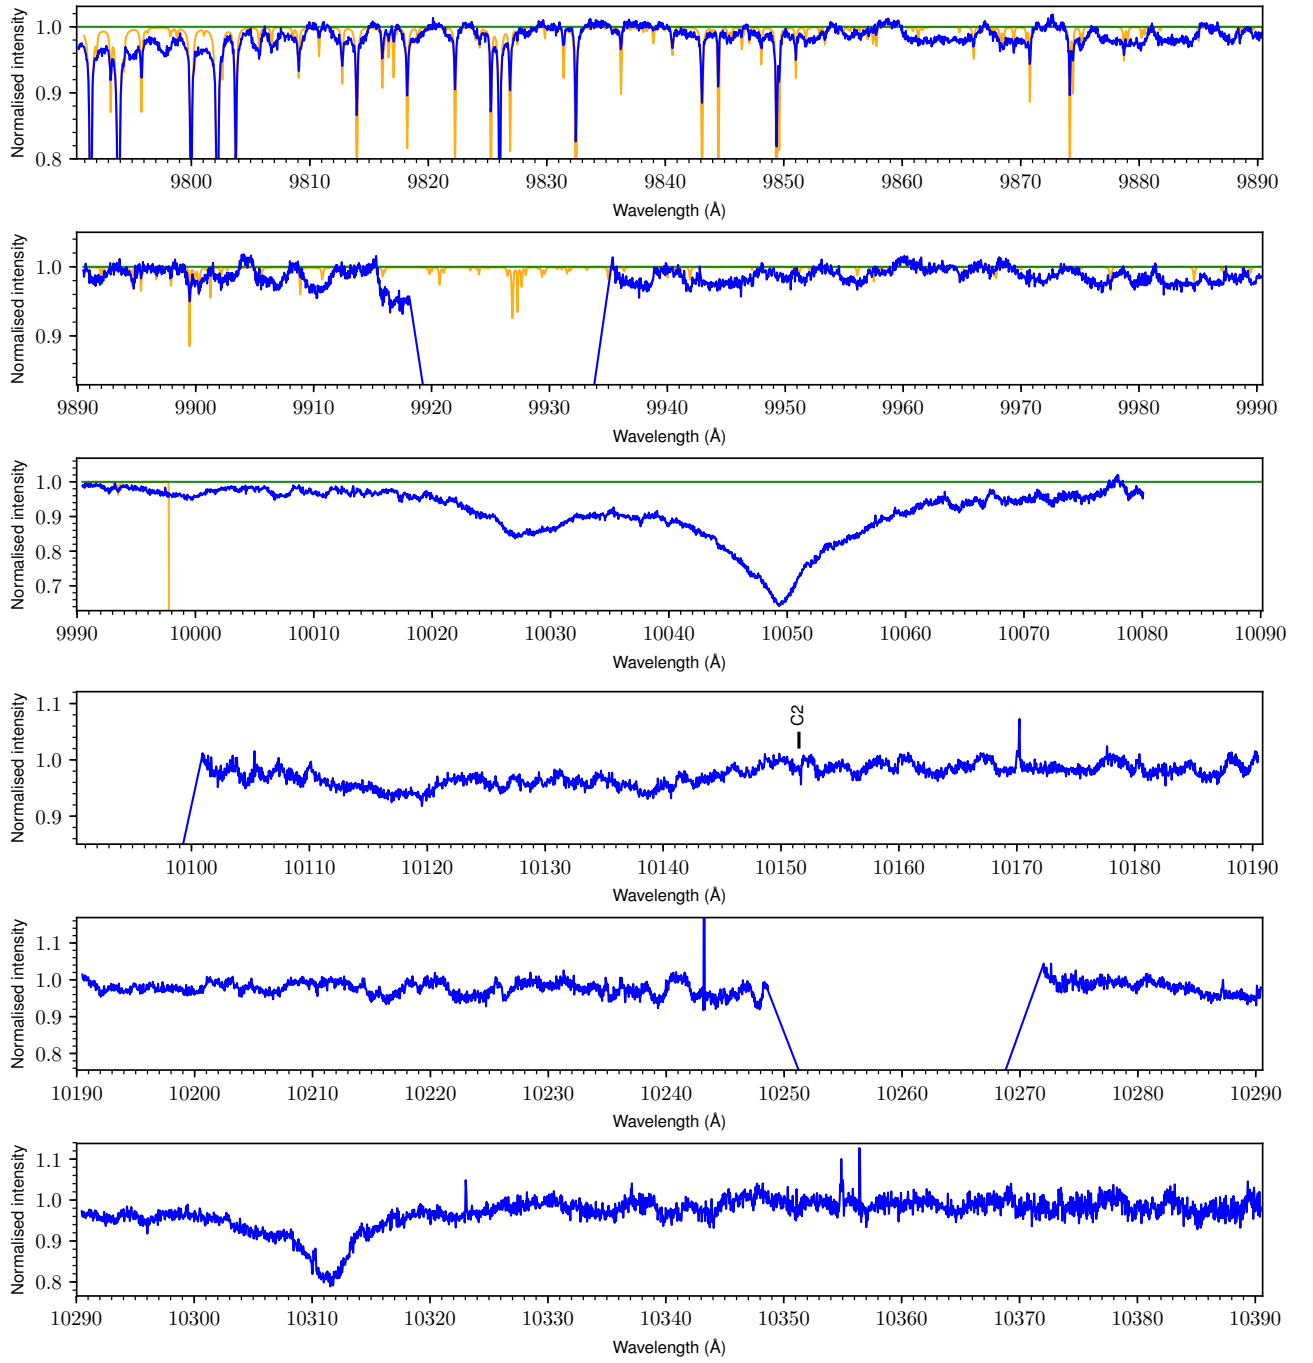 Normalised intensity
1.0
0.9
0.8
9800 9810 9820 9830 9840 9850 9860 9870 9880 9890
Wavelength (Å)
Normalised intensity
1.0
0.9
9890 9900 9910 9920 9930 9940 9950 9960 9970 9980 9990
Wavelength (Å)
Normalised intensity
1.0
0.9
0.8
0.7
9990 10000 10010 10020 10030 10040 10050 10060 10070 10080 10090
Wavelength (Å)
Normalised intensity
1.1
1.0
0.9
C2
10100 10110 10120 10130 10140 10150 10160 10170 10180 10190
Wavelength (Å)
Normalised intensity
1.1
1.0
0.9
0.8
10190 10200 10210 10220 10230 10240 10250 10260 10270 10280 10290
Wavelength (Å)
Normalised intensity
1.1
1.0
0.9
0.8
10290 10300 10310 10320 10330 10340 10350 10360 10370 10380 10390
Wavelength (Å)